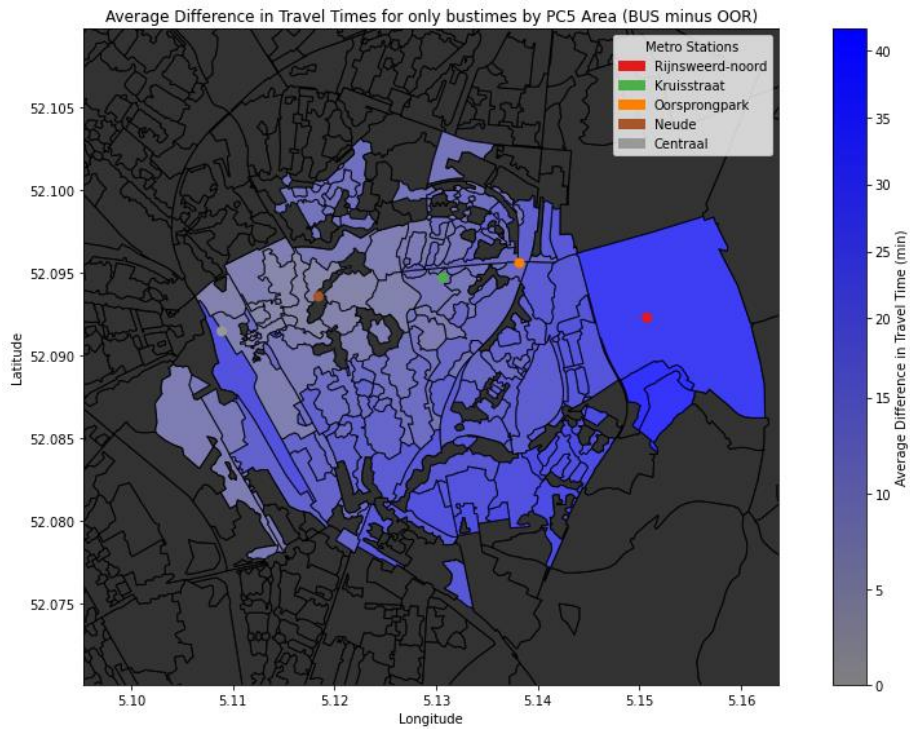 Average Difference in Travel Times for only bustimes by PC5 Area (BUS minus OOR)
Metro Stations
Rijnsweerd-noord
Kruisstraat
Oorsprongpark
Neude
Centraal
52.105
52.100
52.095
52.090
52.085
52.080
52.075
Latitude
5.10 5.11 5.12 5.13 5.14 5.15 5.16
Longitude
40
35
30
25
20
15
10
5
0
Average Difference in Travel Time (min)